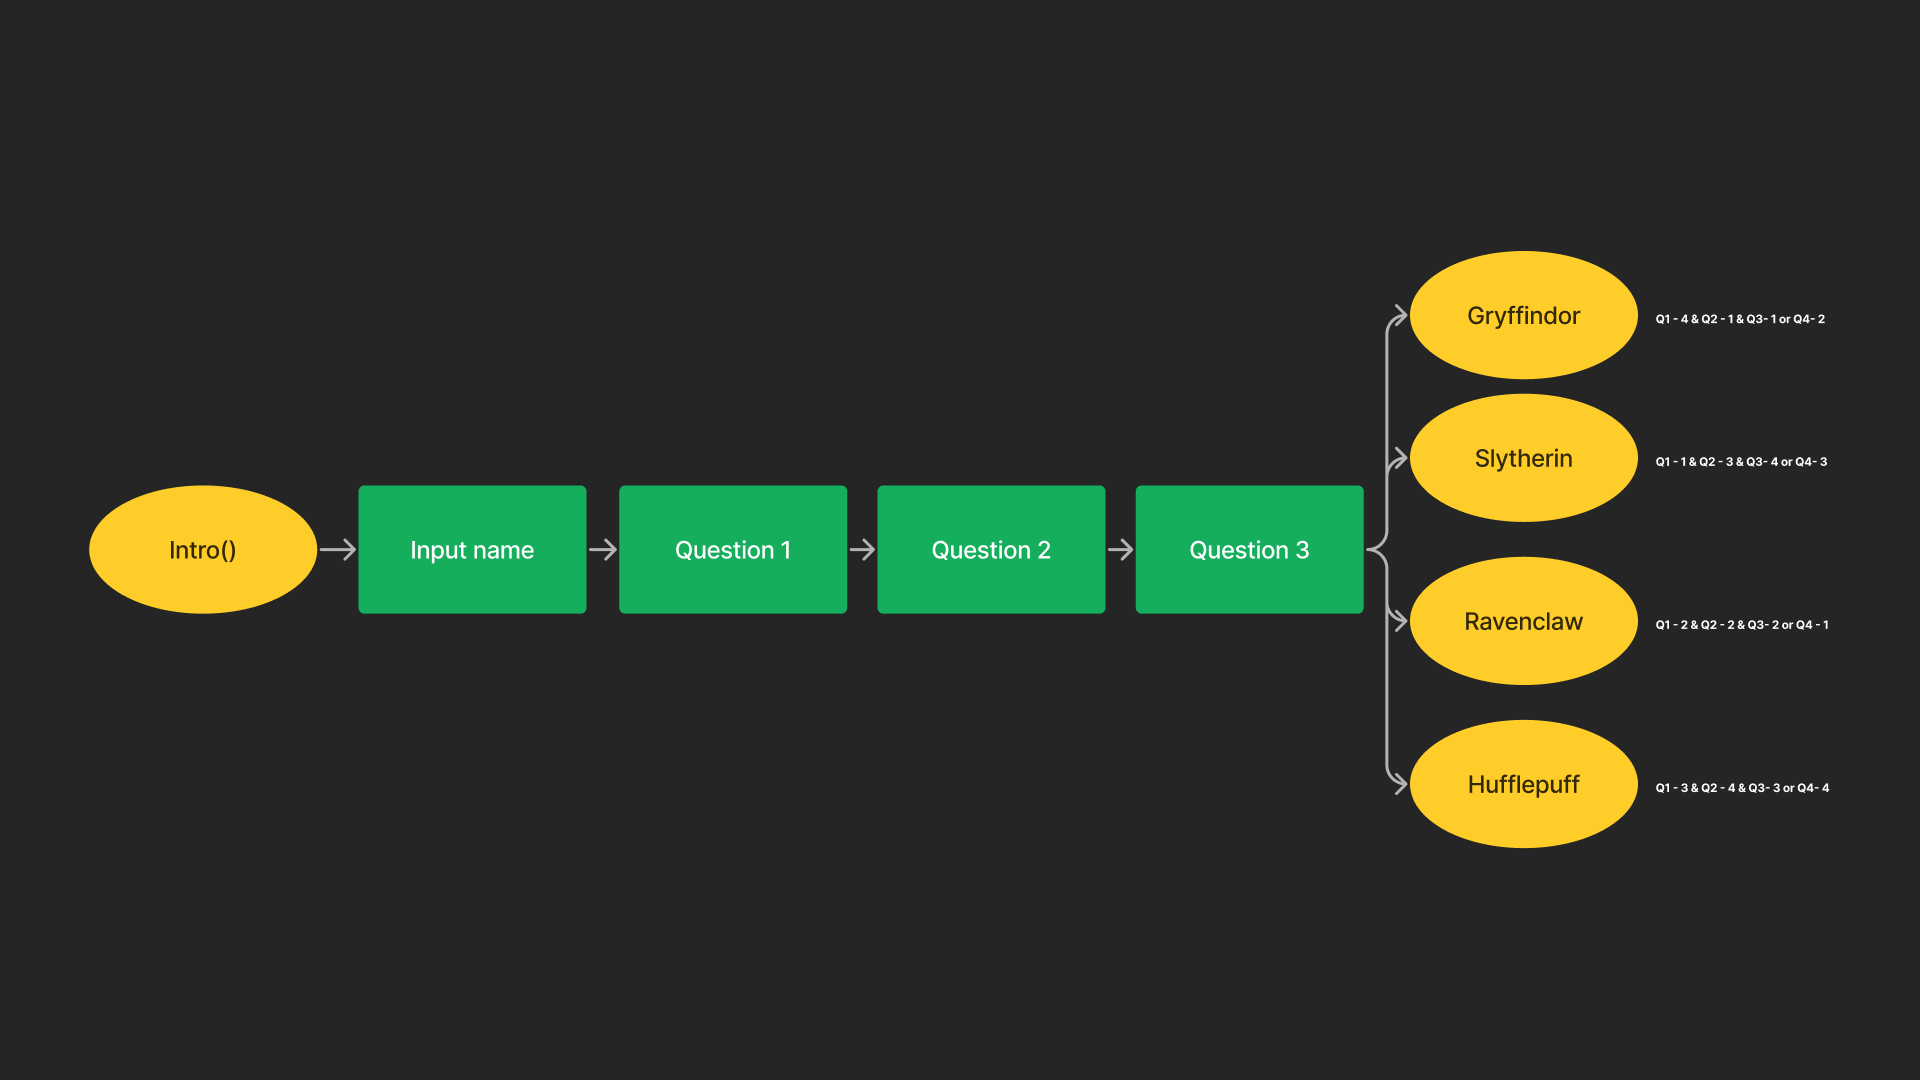 Intro()
Input name
Question 1
Question 2
Question 3
Gryffindor
Q1 - 4 & Q2 - 1 & Q3- 1 or Q4- 2
Slytherin
Q1 - 1 & Q2 - 3 & Q3- 4 or Q4- 3
Ravenclaw
Q1 - 2 & Q2 - 2 & Q3- 2 or Q4 - 1
Hufflepuff
Q1 - 3 & Q2 - 4 & Q3- 3 or Q4- 4